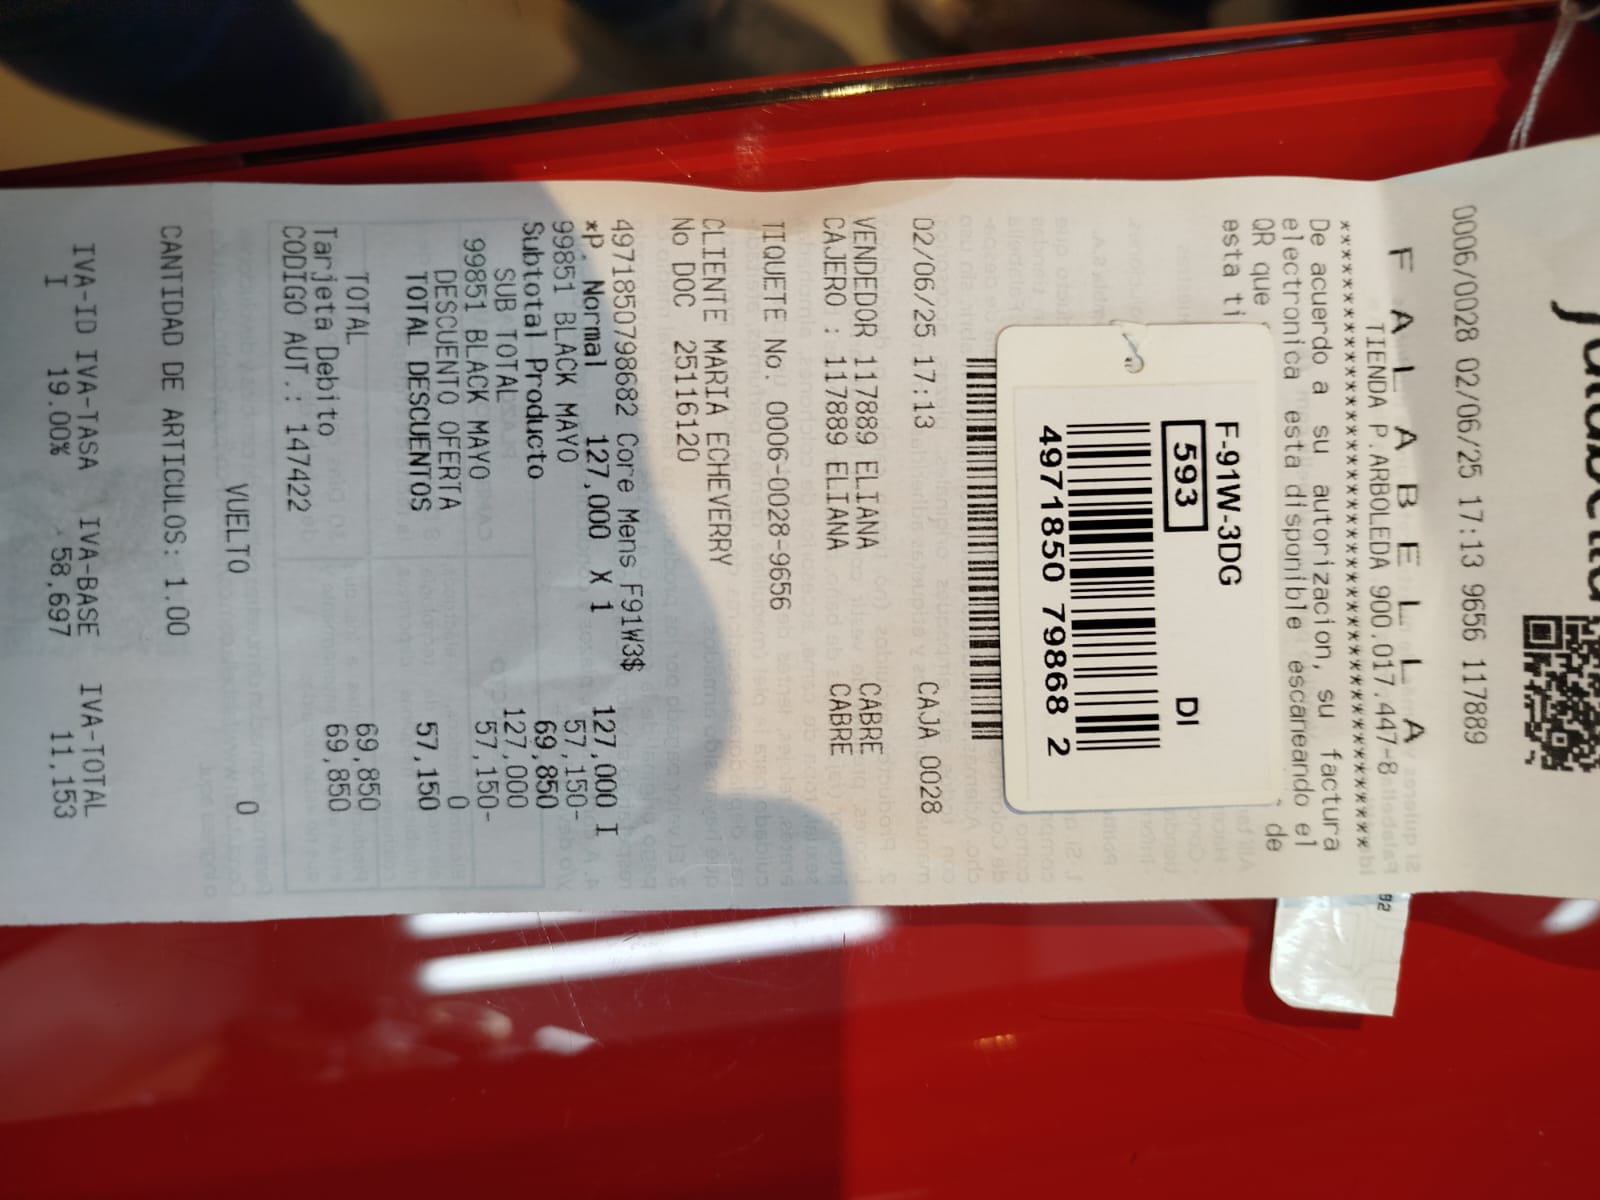 falabella
0006/0028 02/06/25 17:13 9656 117889
F A L A B E L L A
TIENDA P.ARBOLEDA 900.017.447-8
****************************************
De acuerdo a su autorizacion, su factura
electronica esta disponible escaneando el
QR que de
esta ti
F-91W-3DG
593 DI
4971850 79868 2
02/06/25 17:13 CAJA 0028
VENDEDOR 117889 ELIANA CABRE
CAJERO : 117889 ELIANA CABRE
TIQUETE No. 0006-0028-9656
CLIENTE MARIA ECHEVERRY
No DOC 25116120
4971850798682 Core Mens F91W3$
*P. Normal 127,000 X 1 127,000 I
99851 BLACK MAYO 57,150-
Subtotal Producto 69,850
SUB TOTAL 127,000
99851 BLACK MAYO 57,150-
DESCUENTO OFERTA 0
TOTAL DESCUENTOS 57,150
TOTAL 69,850
Tarjeta Debito 69,850
CODIGO AUT.: 147422
VUELTO 0
CANTIDAD DE ARTICULOS: 1.00
IVA-ID IVA-TASA IVA-BASE IVA-TOTAL
I 19.00% 58,697 11,153